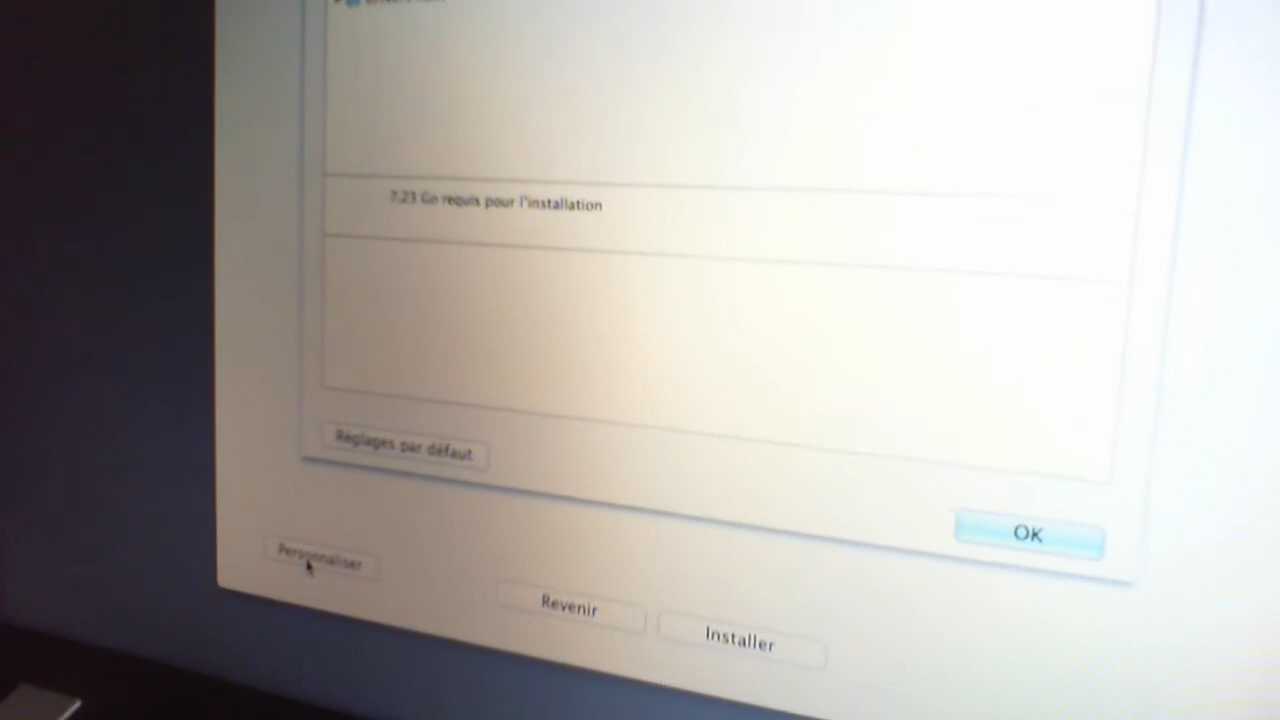 7.23 Go requis pour l'installation
Réglages par défaut
OK
Personnaliser
Revenir
Installer